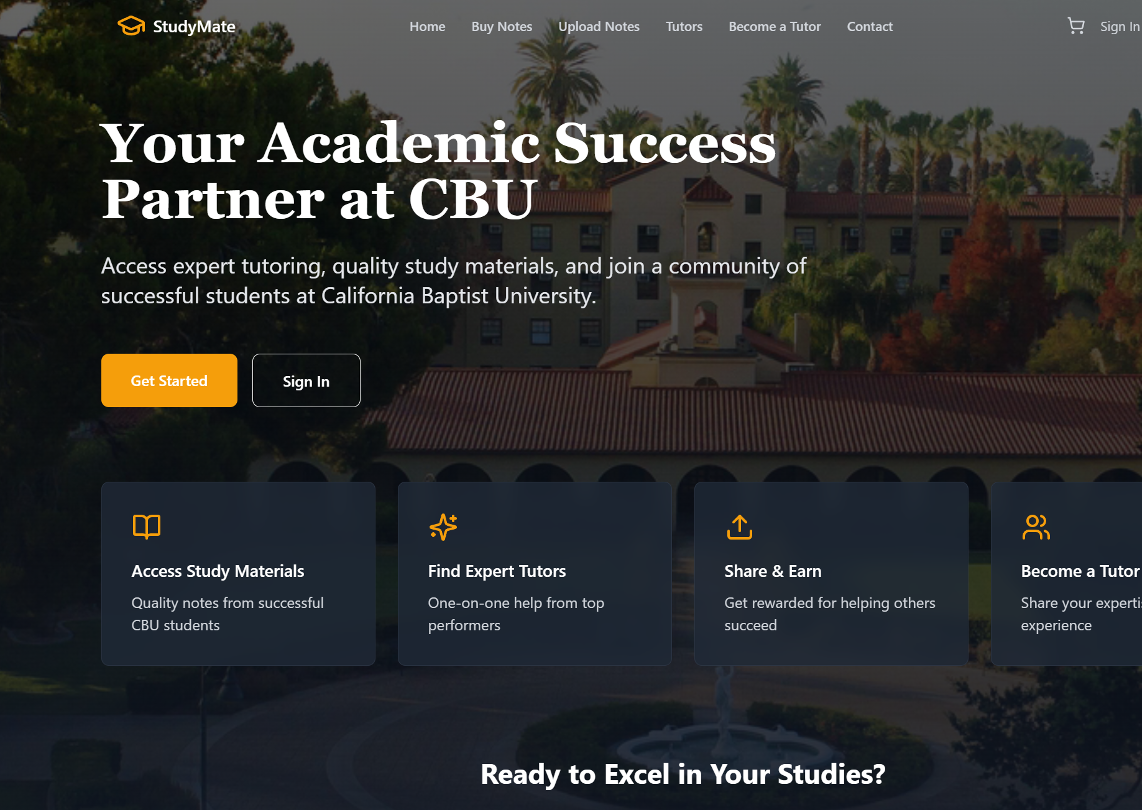 StudyMate
Home
Buy Notes
Upload Notes
Tutors
Become a Tutor
Contact
Sign In
Your Academic Success
Partner at CBU
Access expert tutoring, quality study materials, and join a community of
successful students at California Baptist University.
Get Started
Sign In
Access Study Materials
Quality notes from successful
CBU students
Find Expert Tutors
One-on-one help from top
performers
Share & Earn
Get rewarded for helping others
succeed
Become a Tutor
Share your
experience
Ready to Excel in Your Studies?